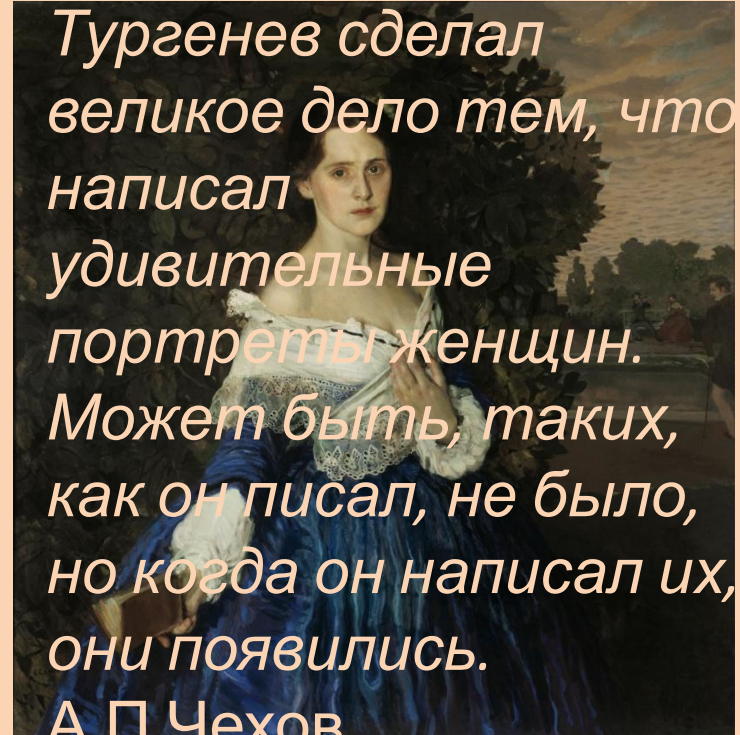 Тургенев сделал
великое дело тем, что
написал
удивительные
портреты женщин.
Может быть, таких,
как он писал, не было,
но когда он написал их,
они появились.
А.П.Чехов